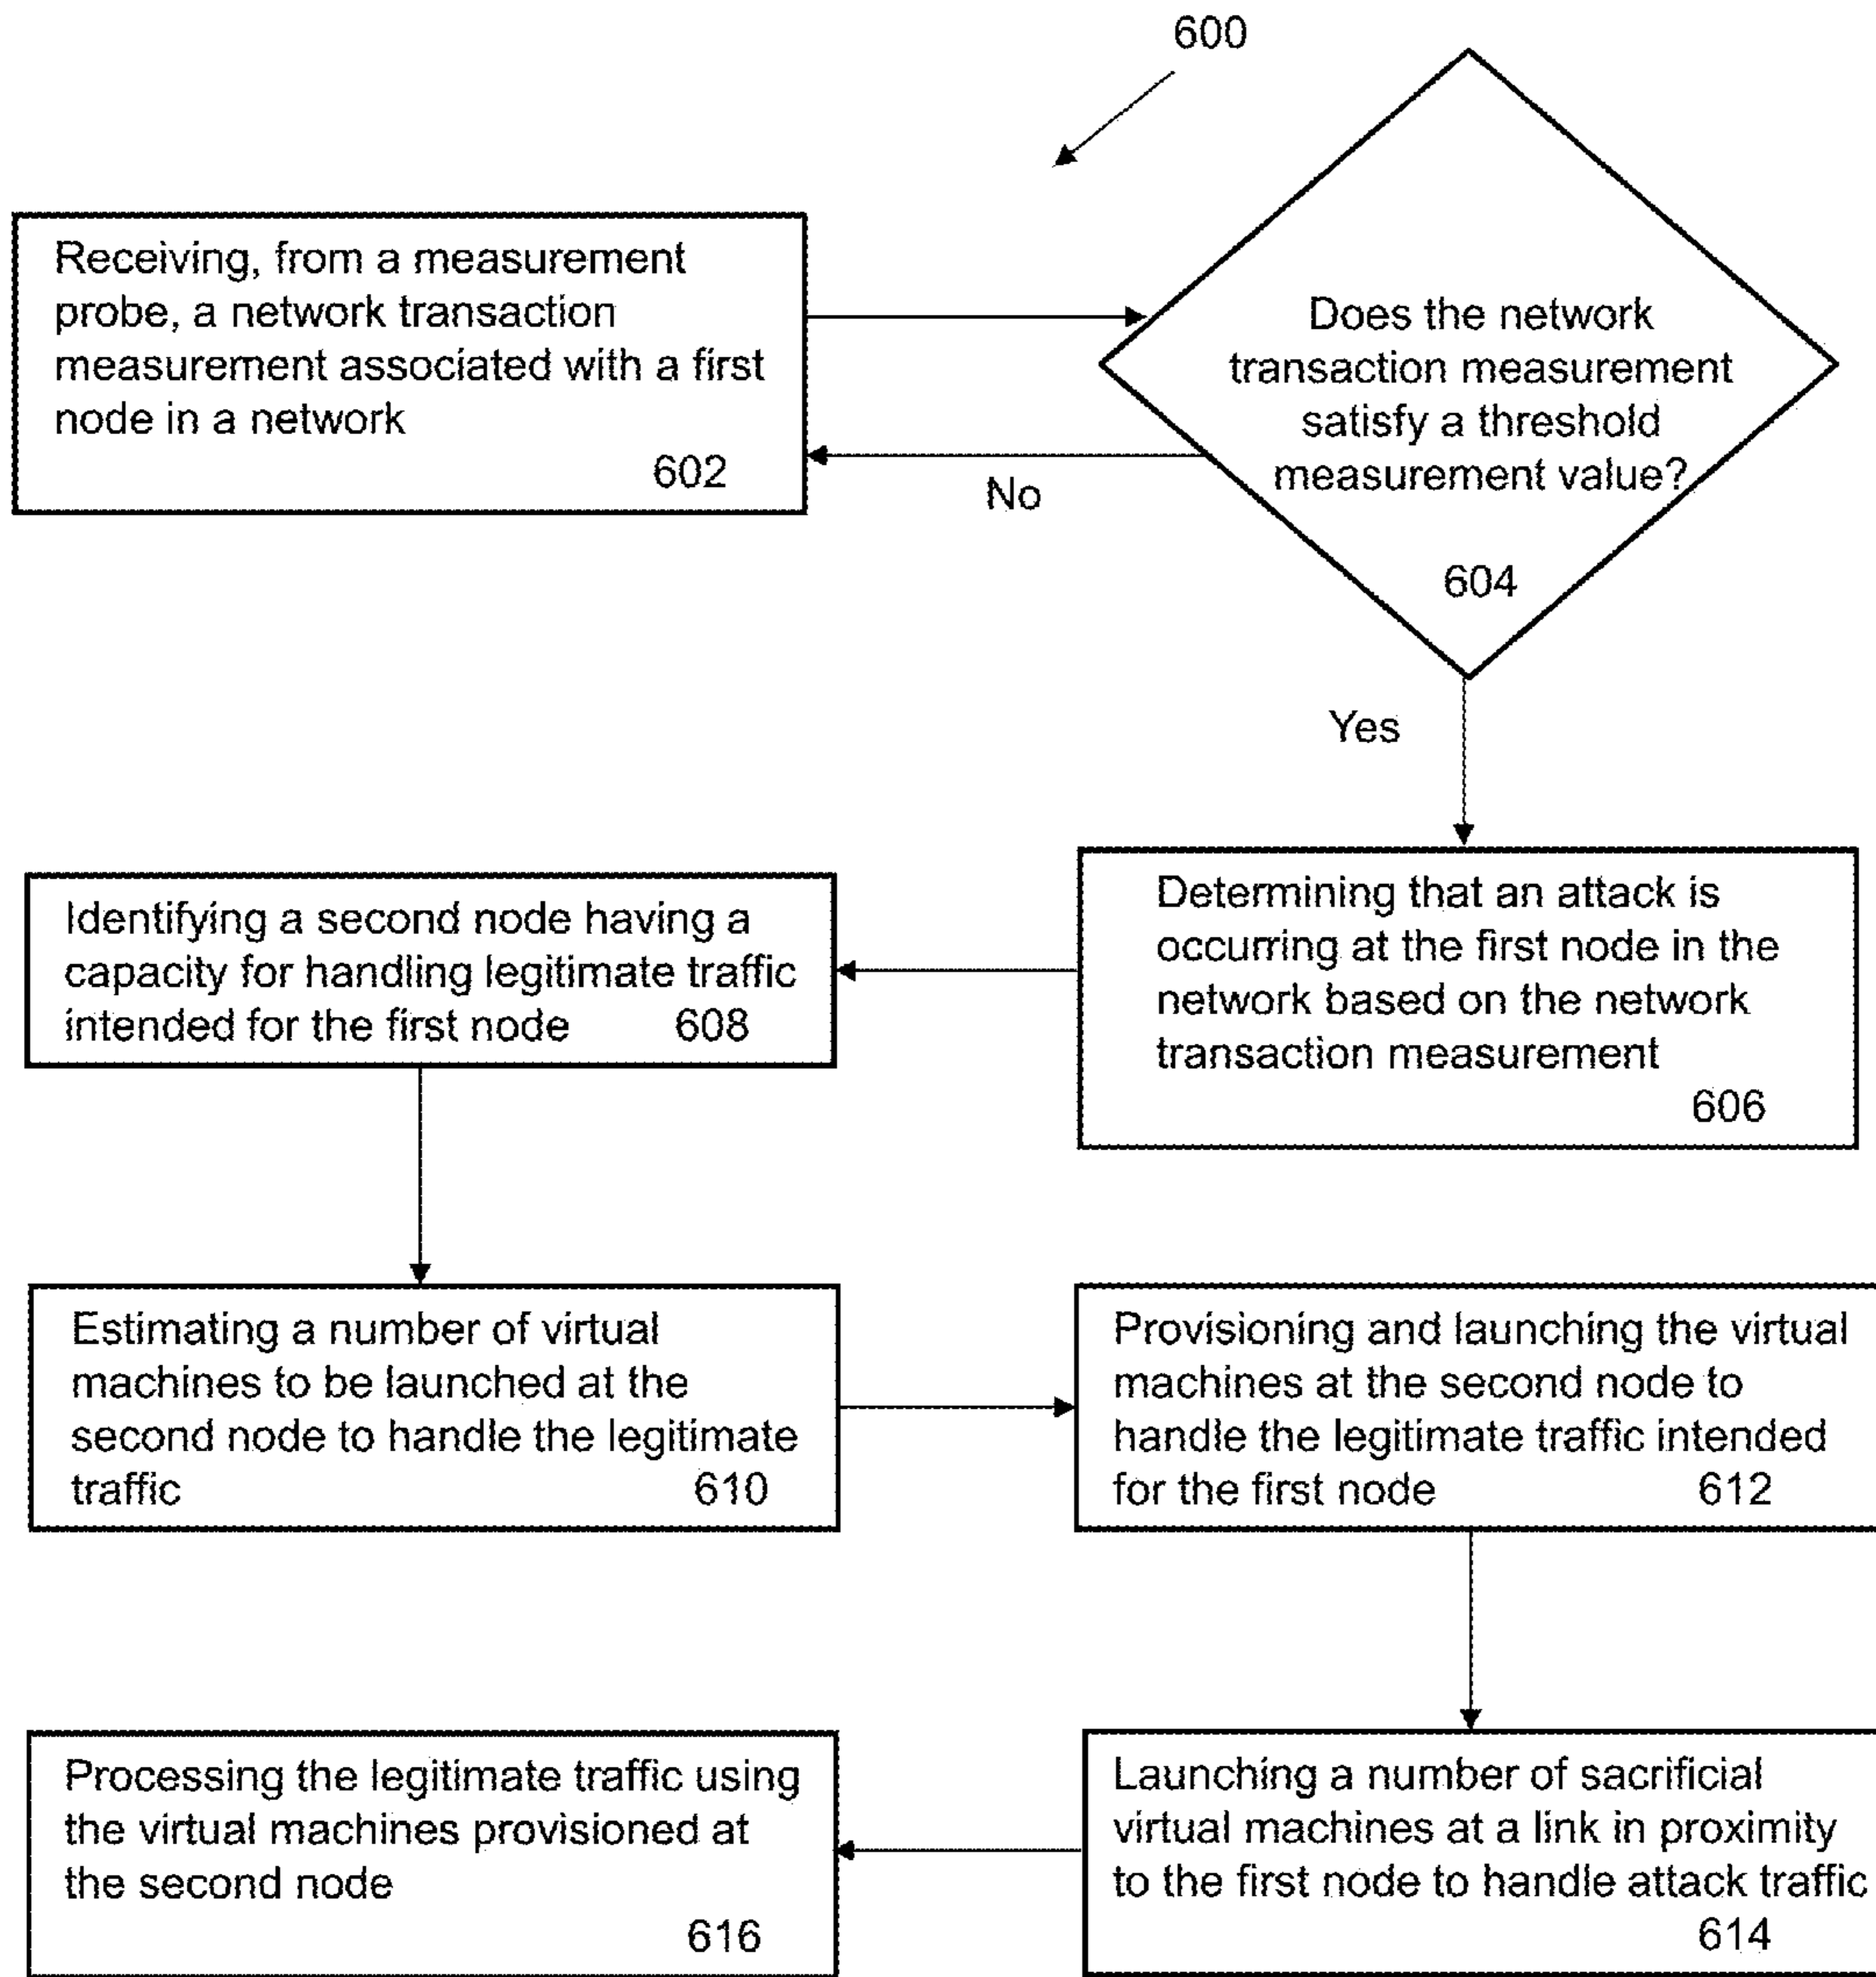 600
Receiving, from a measurement
probe, a network transaction
measurement associated with a first
node in a network
602
Does the network
transaction measurement
satisfy a threshold
measurement value?
604
No
Yes
Determining that an attack is
occurring at the first node in the
network based on the network
transaction measurement
606
Identifying a second node having a
capacity for handling legitimate traffic
intended for the first node 608
Estimating a number of virtual
machines to be launched at the
second node to handle the legitimate
traffic 610
Provisioning and launching the virtual
machines at the second node to
handle the legitimate traffic intended
for the first node 612
Launching a number of sacrificial
virtual machines at a link in proximity
to the first node to handle attack traffic
614
Processing the legitimate traffic using
the virtual machines provisioned at
the second node
616